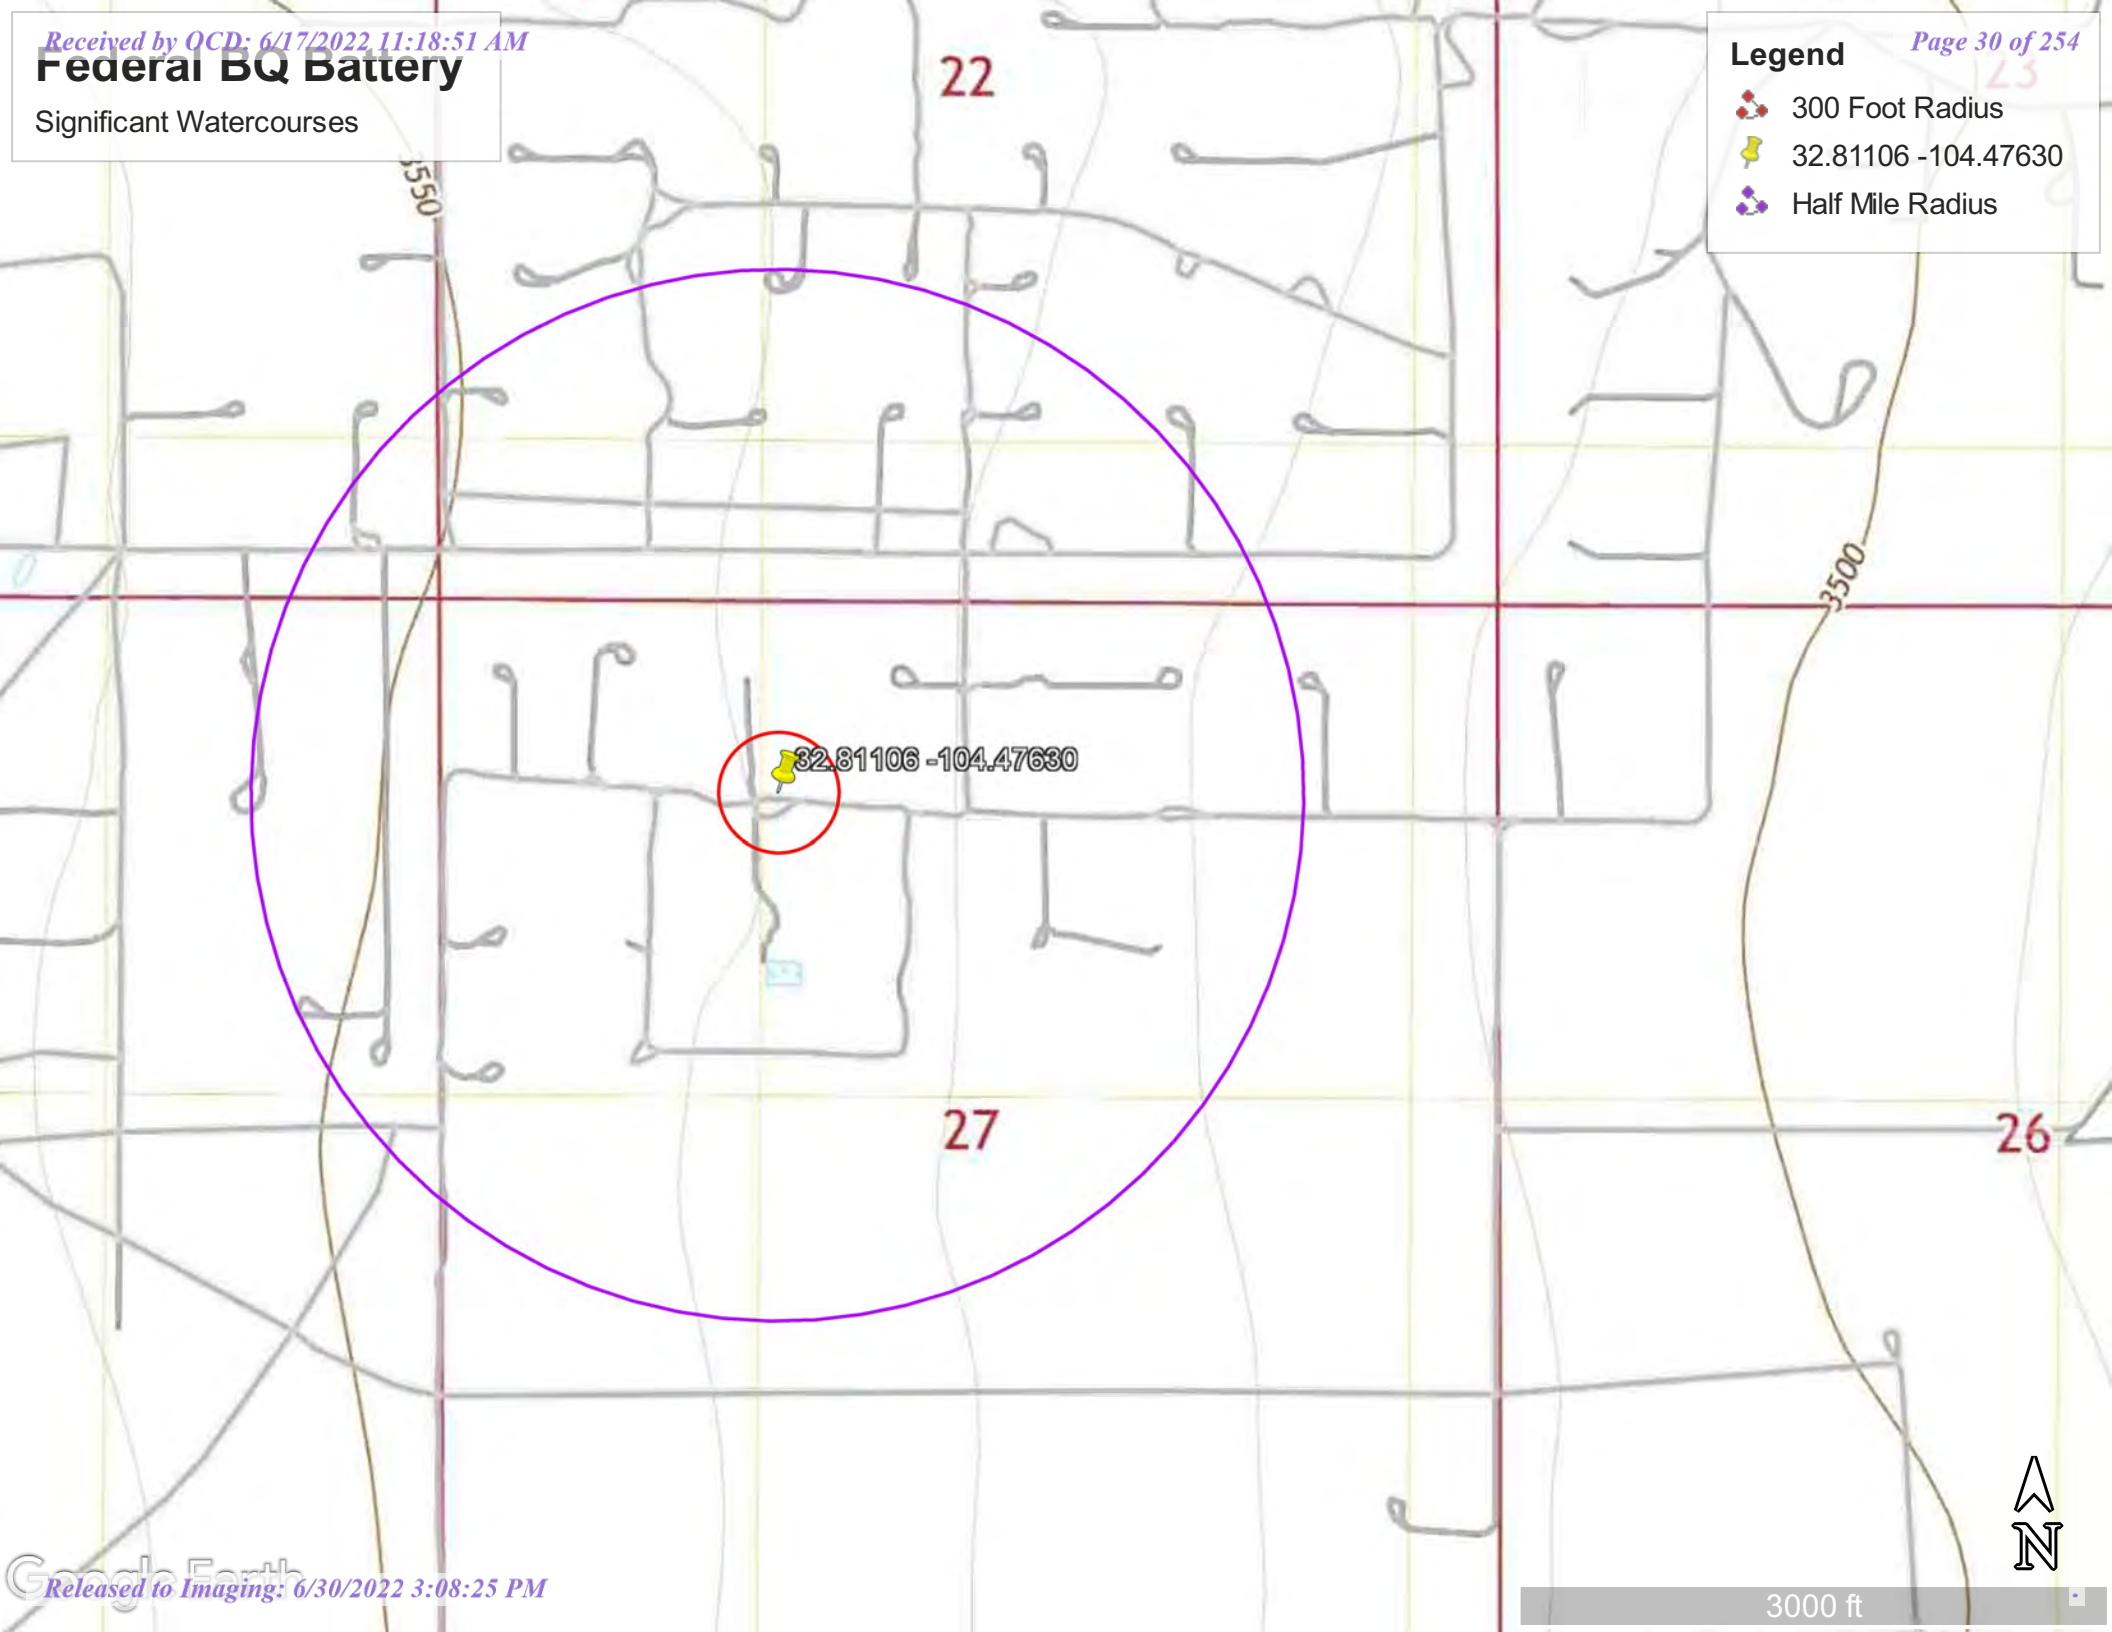 Received by OCD: 6/17/2022 11:18:51 AM
Page 30 of 254
Federal BQ Battery
Significant Watercourses
Legend
300 Foot Radius
32.81106 -104.47630
Half Mile Radius
22
23
3550
3500
32.81106 -104.47630
27
26
N
Google Earth
Released to Imaging: 6/30/2022 3:08:25 PM
3000 ft